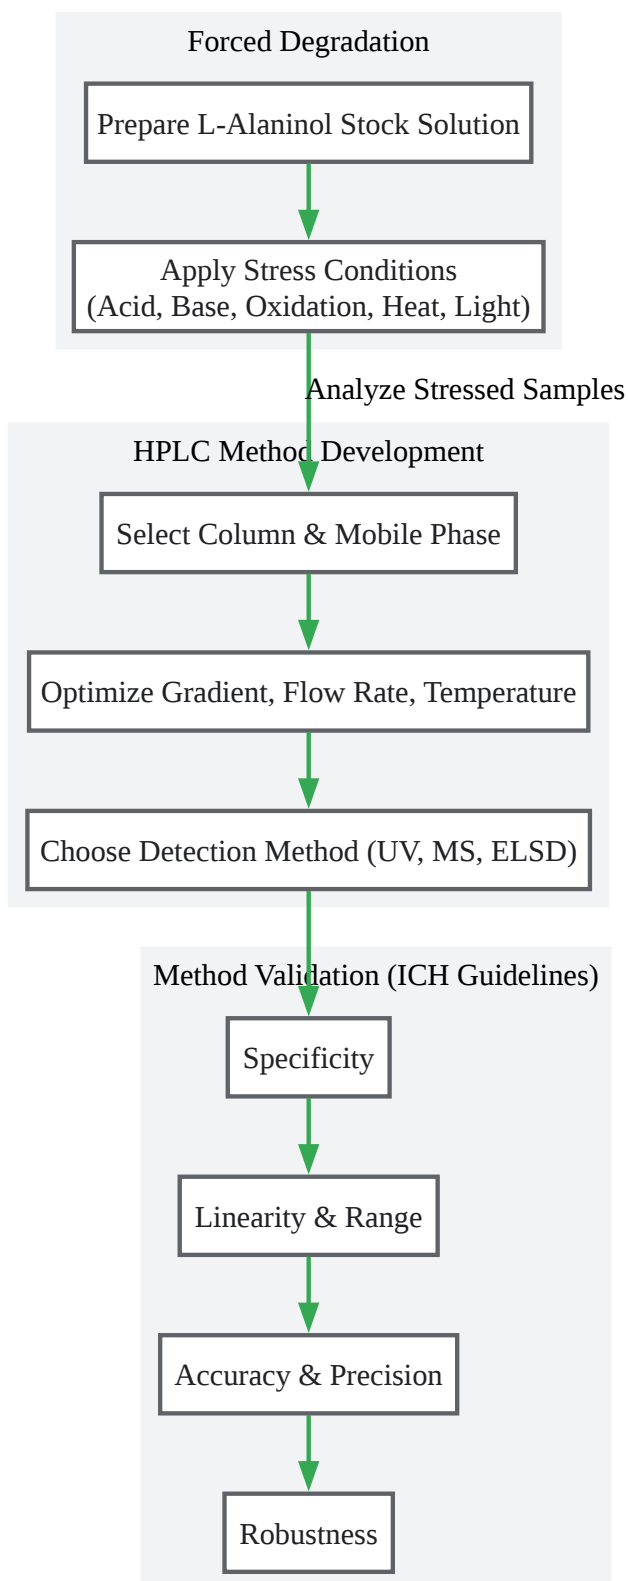 Forced Degradation
Prepare L-Alaninol Stock Solution
Apply Stress Conditions
(Acid, Base, Oxidation, Heat, Light)
Analyze Stressed Samples
HPLC Method Development
Select Column & Mobile Phase
Optimize Gradient, Flow Rate, Temperature
Choose Detection Method (UV, MS, ELSD)
Method Validation (ICH Guidelines)
Specificity
Linearity & Range
Accuracy & Precision
Robustness